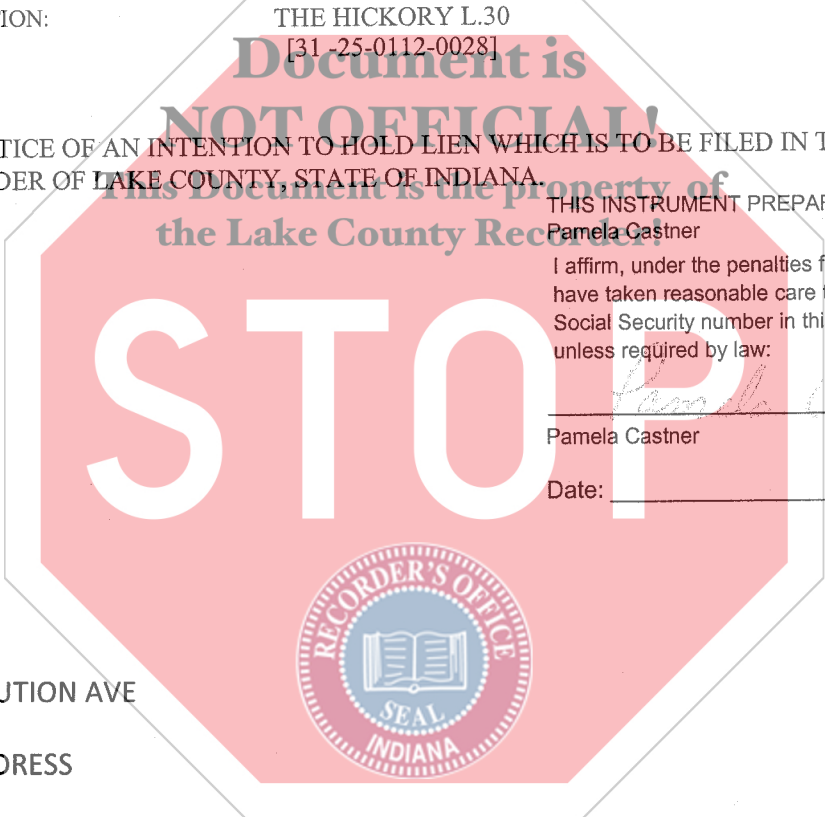 ION:
THE HICKORY L.30
[31 -25-0112-0028]
Document is
NOT OFFICIAL!
TICE OF AN INTENTION TO HOLD LIEN WHICH IS TO BE FILED IN T
DER OF LAKE COUNTY, STATE OF INDIANA.
This Document is the property of
the Lake County Recorder!
THIS INSTRUMENT PREPAR
Pamela Castner
I affirm, under the penalties f
have taken reasonable care t
Social Security number in thi
unless required by law:
Pamela
Pamela Castner
Date:
STOP
RECORDER'S OFFICE
SEAL
INDIANA
UTION AVE
DRESS